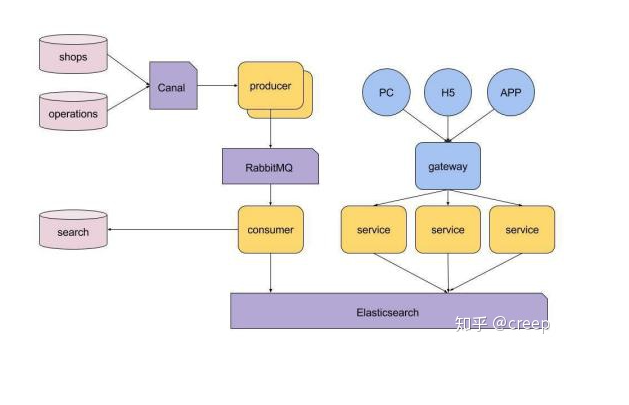 shops
operations
Canal
producer
RabbitMQ
consumer
search
PC
H5
APP
gateway
service
service
service
Elasticsearch
知乎 @creep